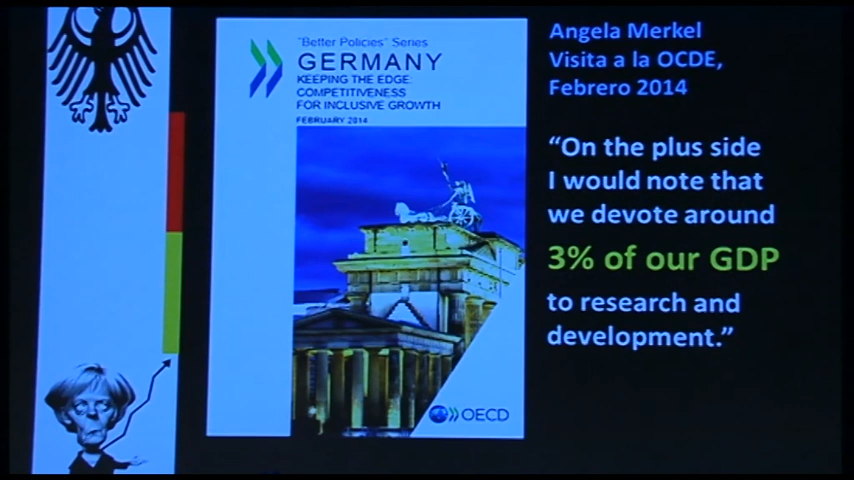 "Better Policies" Series
GERMANY
KEEPING THE EDGE:
COMPETITIVENESS
FOR INCLUSIVE GROWTH
FEBRUARY 2014
OECD
Angela Merkel
Visita a la OCDE,
Febrero 2014
“On the plus side
I would note that
we devote around
3% of our GDP
to research and
development.”